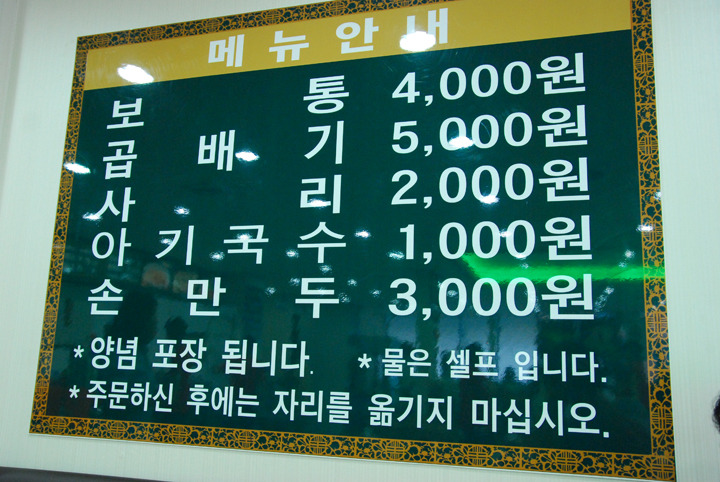 메뉴안내
보통 4,000원
곱배기 5,000원
사리 2,000원
아기국수 1,000원
손만두 3,000원
*양념 포장 됩니다. *물은 셀프 입니다.
*주문하신 후에는 자리를 옮기지 마십시오.